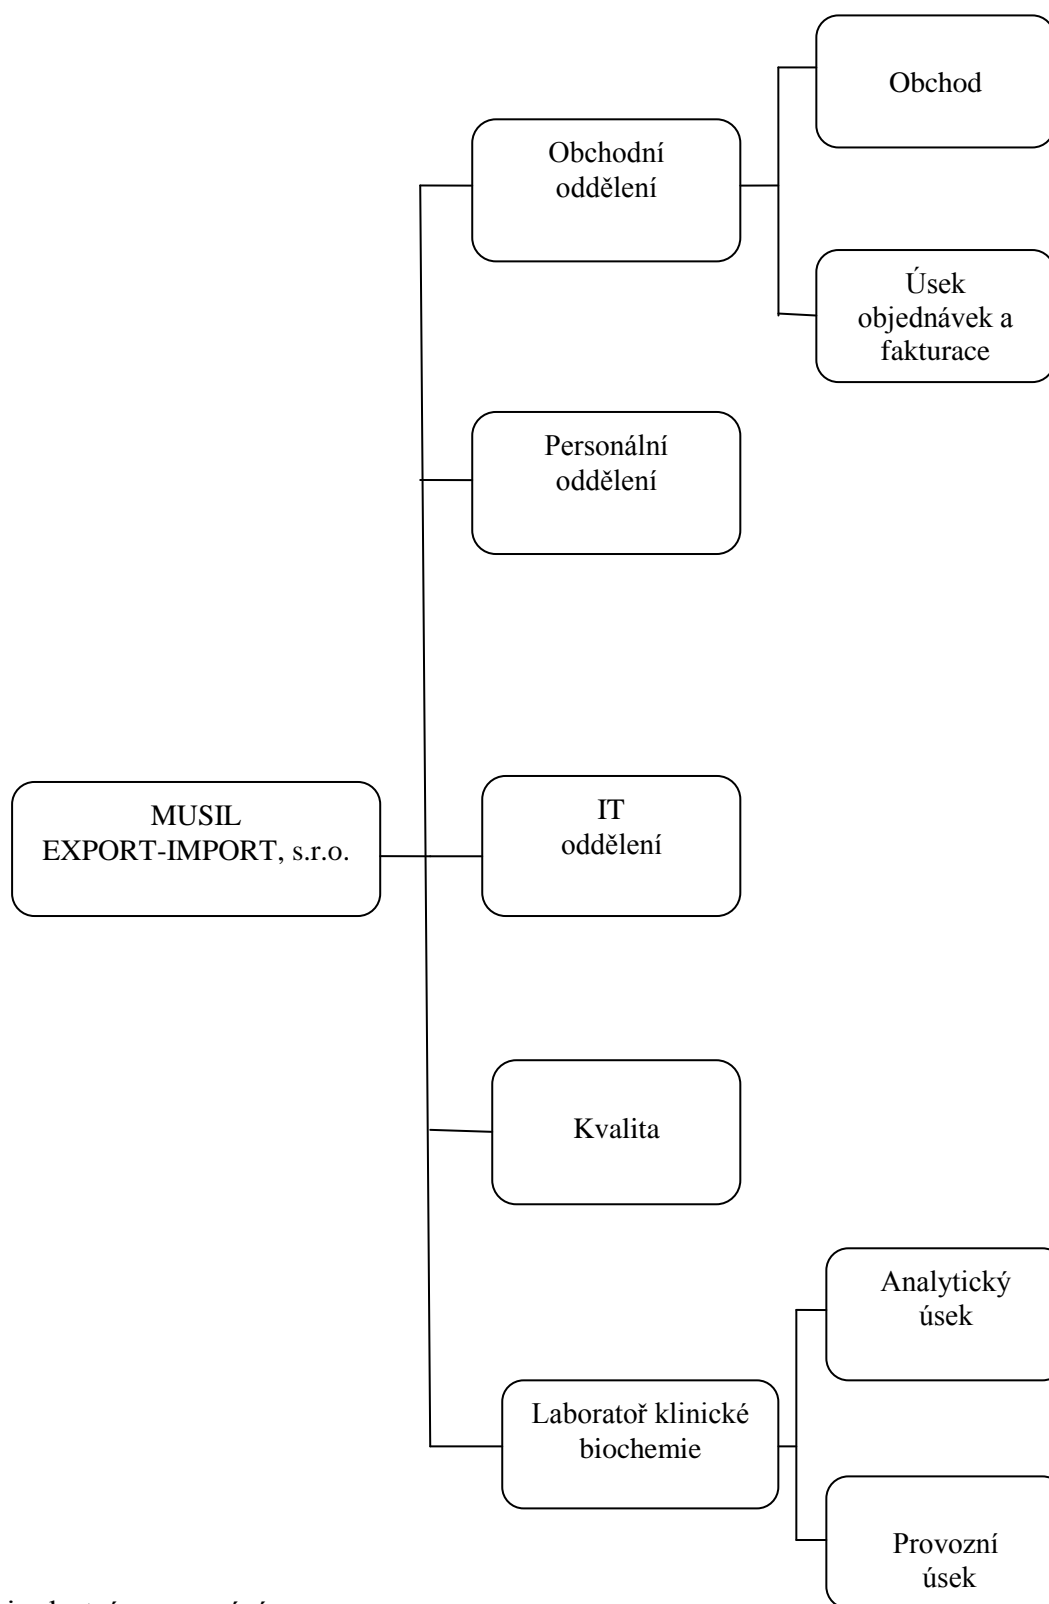 Obchod
Obchodní
oddělení
Úsek
objednávek a
fakturace
Personální
oddělení
MUSIL
EXPORT-IMPORT, s.r.o.
IT
oddělení
Kvalita
Analytický
úsek
Laboratoř klinické
biochemie
Provozní
úsek